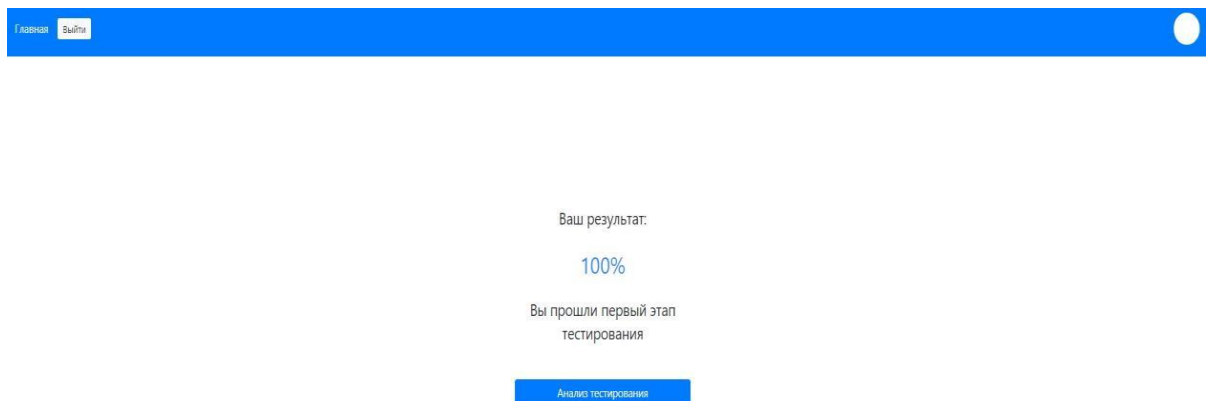 Главная Выйти
Ваш результат:
100%
Вы прошли первый этап
тестирования
Анализ тестирования